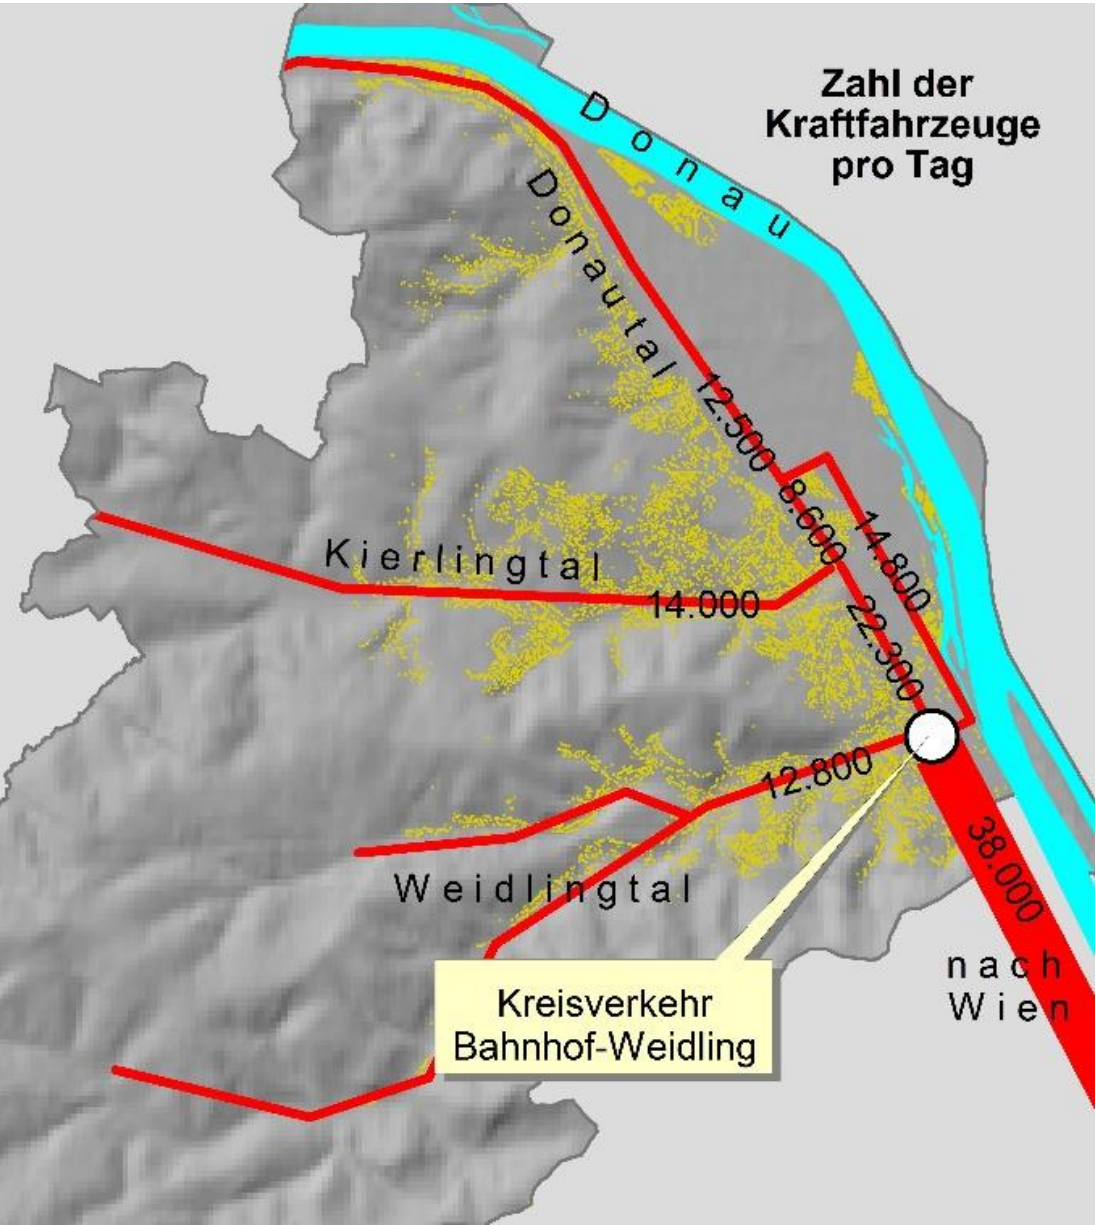 Zahl der
Kraftfahrzeuge
pro Tag
Donau
Donautal
12.500
8.600
14.800
Kierlingtal
14.000
22.300
12.800
38.000
Weidlingtal
nach
Wien
Kreisverkehr
Bahnhof-Weidling